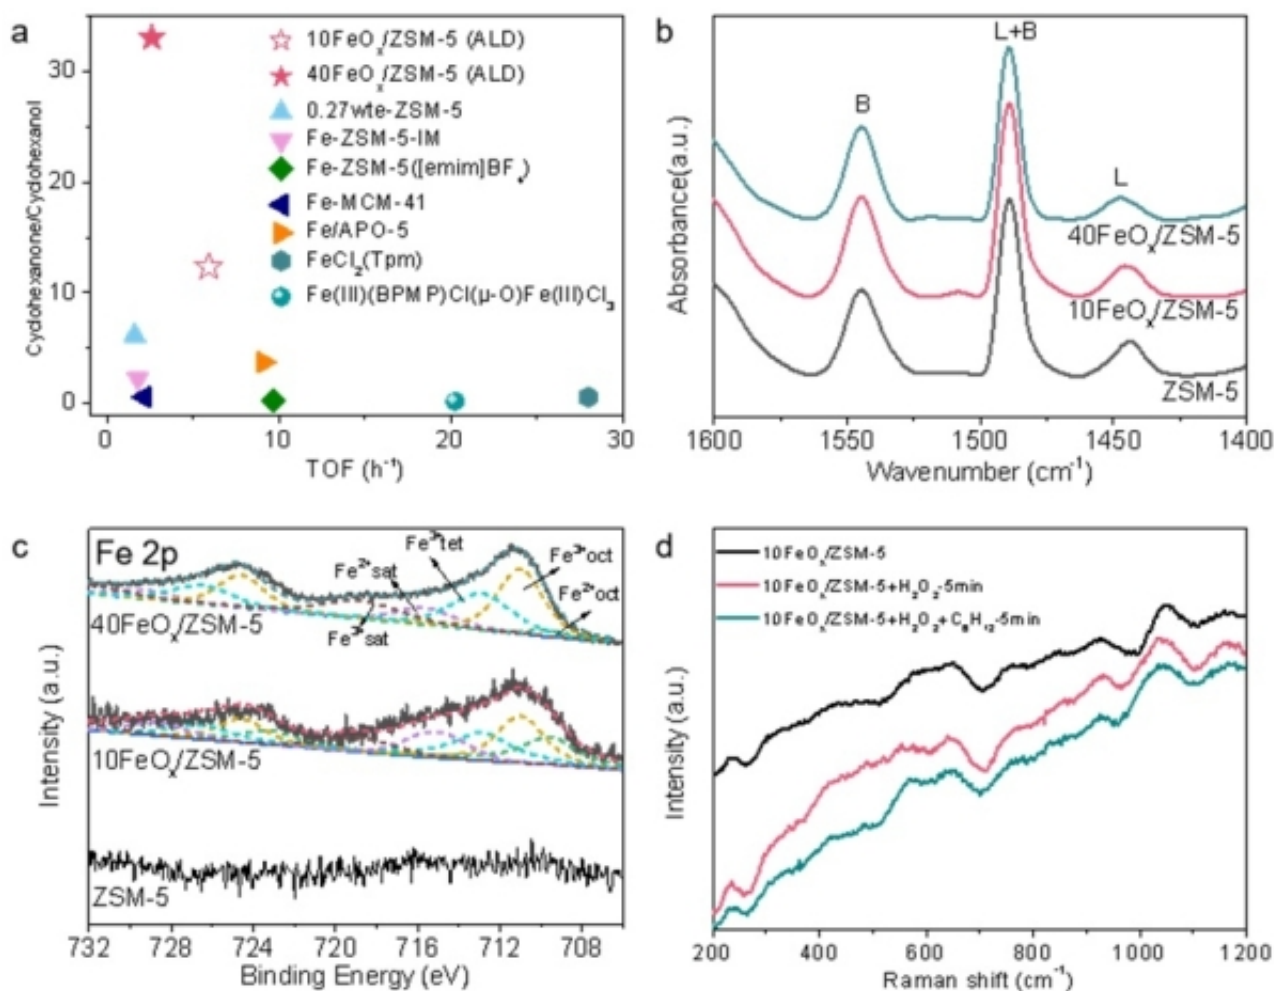 a
Cydohexanone/Cydohexanol
30
20
10
0
0 10 20 30
TOF (h⁻¹)
10FeOₓ/ZSM-5 (ALD)
40FeOₓ/ZSM-5 (ALD)
0.27wte-ZSM-5
Fe-ZSM-5-IM
Fe-ZSM-5([emim]BF₄)
Fe-MCM-41
Fe/APO-5
FeCl₂(Tpm)
Fe(III)(BPMP)Cl(μ-O)Fe(III)Cl₃
b
Absorbance(a.u.)
B
L+B
L
40FeOₓ/ZSM-5
10FeOₓ/ZSM-5
ZSM-5
1600 1550 1500 1450 1400
Wavenumber (cm⁻¹)
c
Fe 2p
Intensity (a.u.)
Fe³⁺tet
Fe²⁺sat
Fe³⁺oct
Fe²⁺oct
Fe³⁺sat
40FeOₓ/ZSM-5
10FeOₓ/ZSM-5
ZSM-5
732 728 724 720 716 712 708
Binding Energy (eV)
d
Intensity (a.u.)
10FeOₓ/ZSM-5
10FeOₓ/ZSM-5+H₂O₂-5min
10FeOₓ/ZSM-5+H₂O₂+C₆H₁₂-5min
200 400 600 800 1000 1200
Raman shift (cm⁻¹)